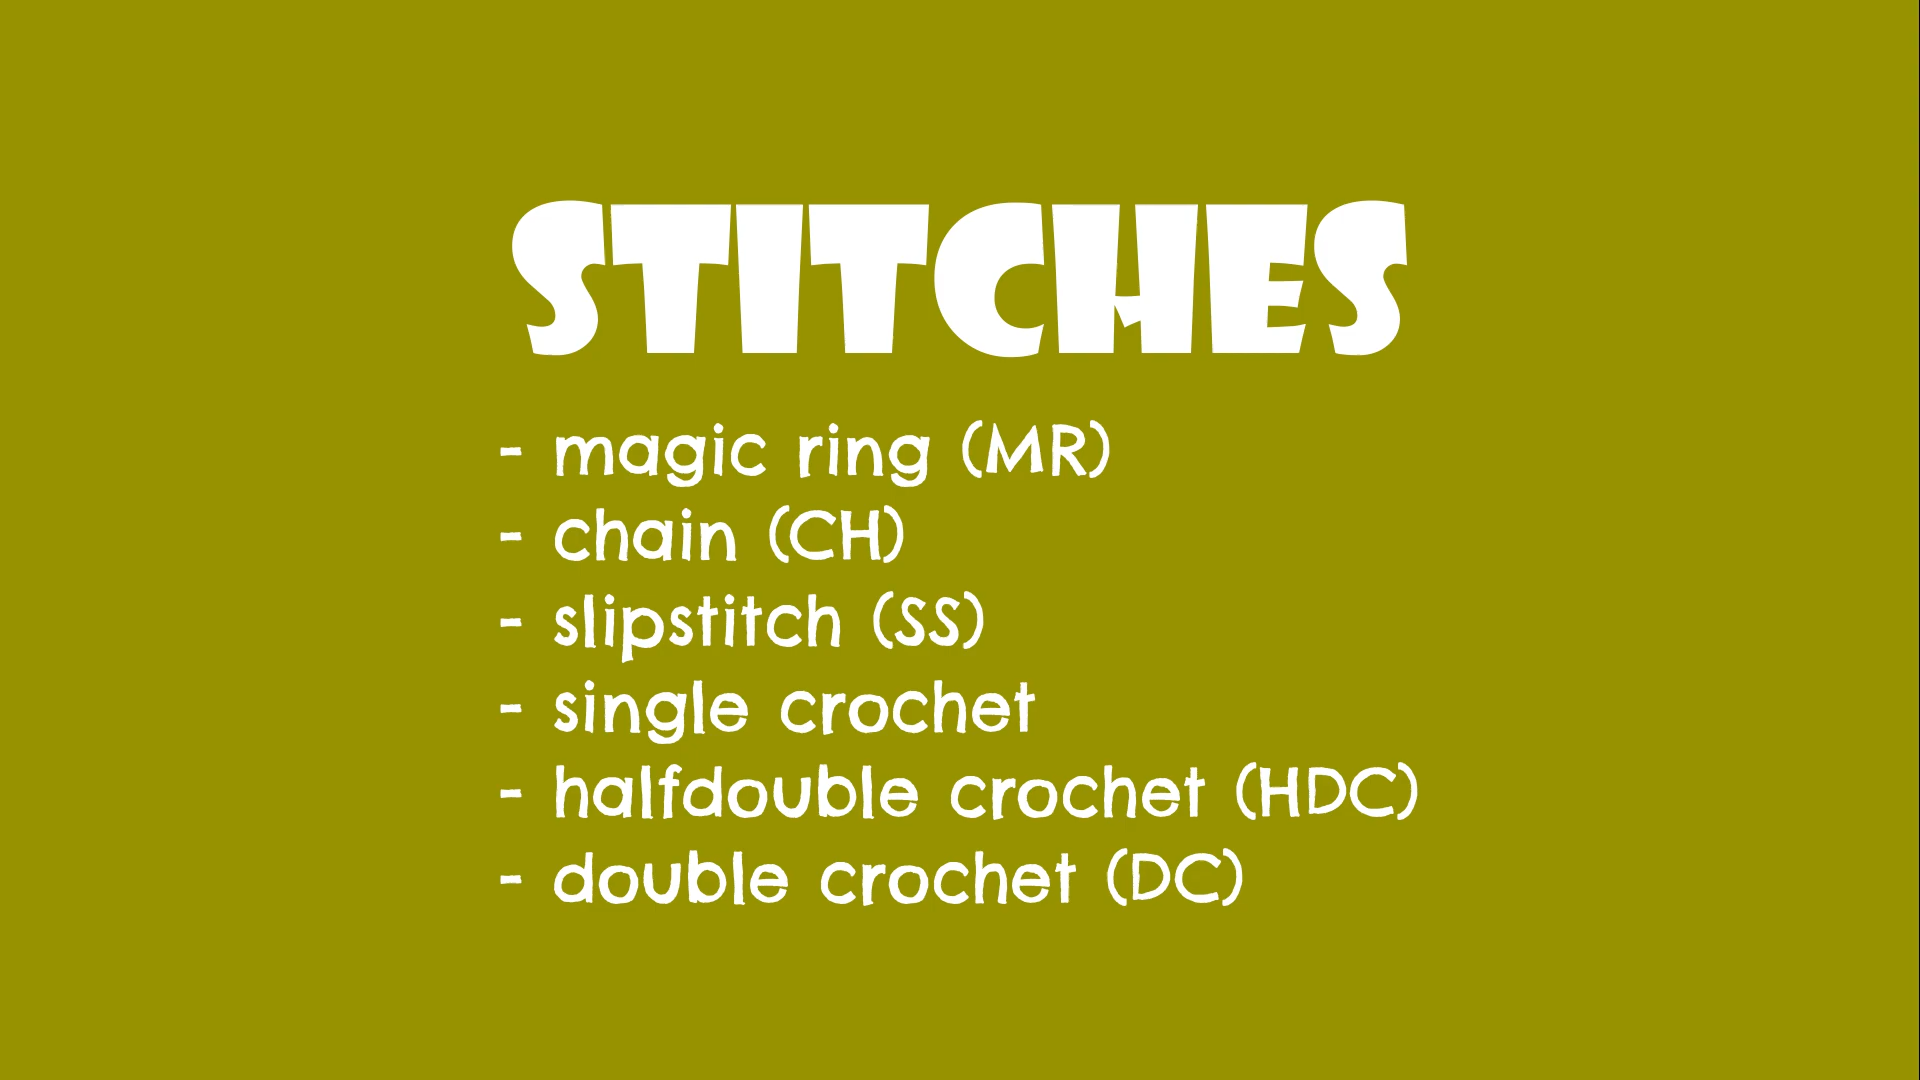 STITCHES
- magic ring (MR)
- chain (CH)
- slipstitch (SS)
- single crochet
- halfdouble crochet (HDC)
- double crochet (DC)